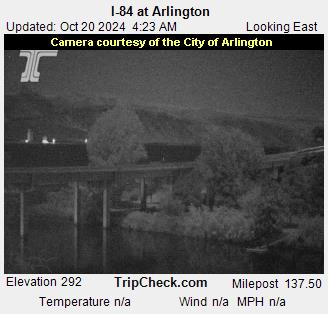 I-84 at Arlington
Updated: Oct 20 2024 4:23 AM Looking East
Camera courtesy of the City of Arlington
Elevation 292 TripCheck.com Milepost 137.50
Temperature n/a Wind n/a MPH n/a